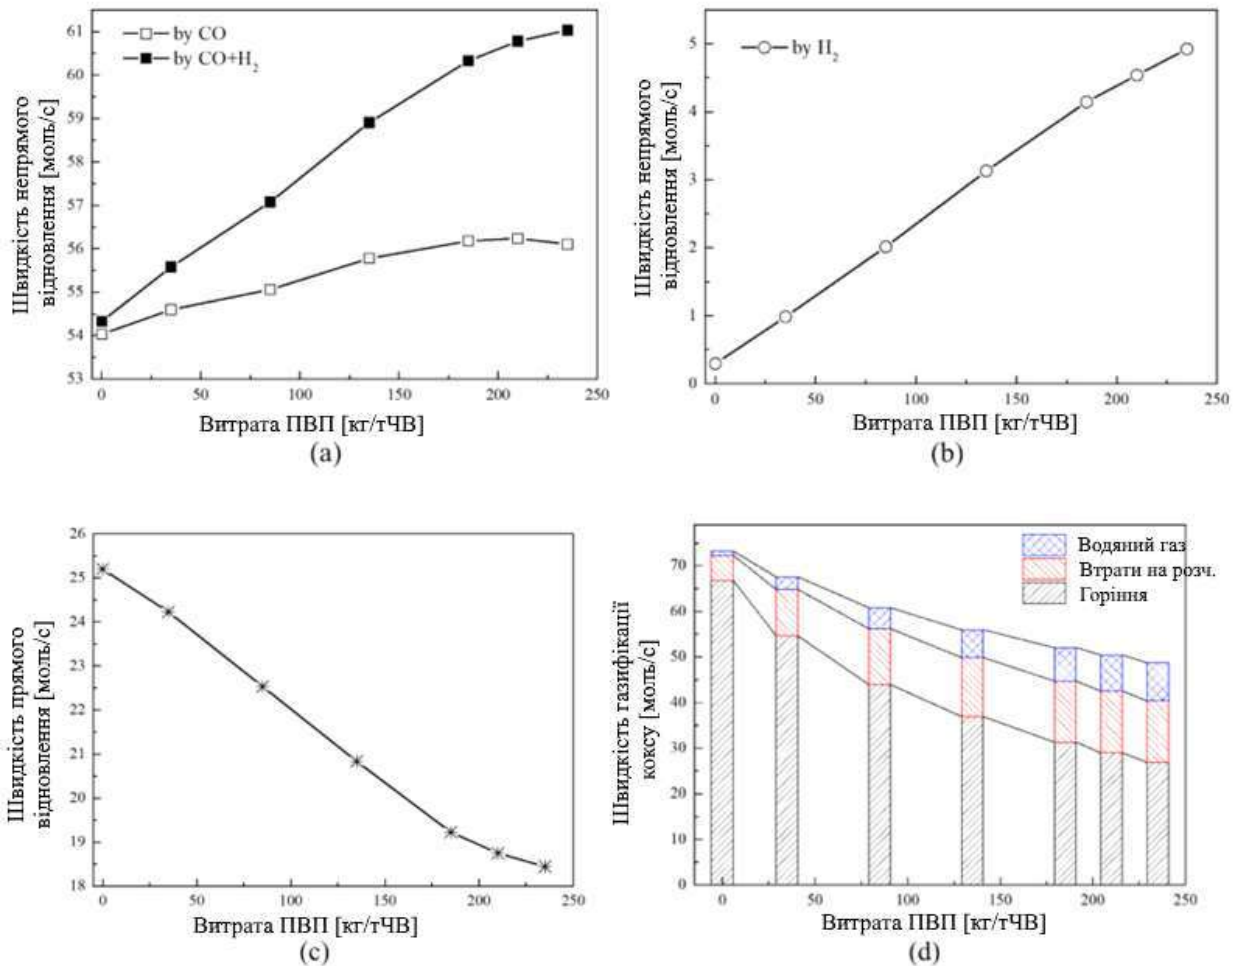 by CO
by CO+H₂
Швидкість непрямого
відновлення [моль/с]
61
60
59
58
57
56
55
54
53
0 50 100 150 200 250
Витрата ПВП [кг/тЧВ]
(a)
by H₂
Швидкість непрямого
відновлення [моль/с]
5
4
3
2
1
0
0 50 100 150 200 250
Витрата ПВП [кг/тЧВ]
(b)
Швидкість прямого
відновлення [моль/с]
26
25
24
23
22
21
20
19
18
0 50 100 150 200 250
Витрата ПВП [кг/тЧВ]
(c)
Водяний газ
Втрати на розч.
Горіння
Швидкість газифікації
коксу [моль/с]
70
60
50
40
30
20
10
0
0 50 100 150 200 250
Витрата ПВП [кг/тЧВ]
(d)